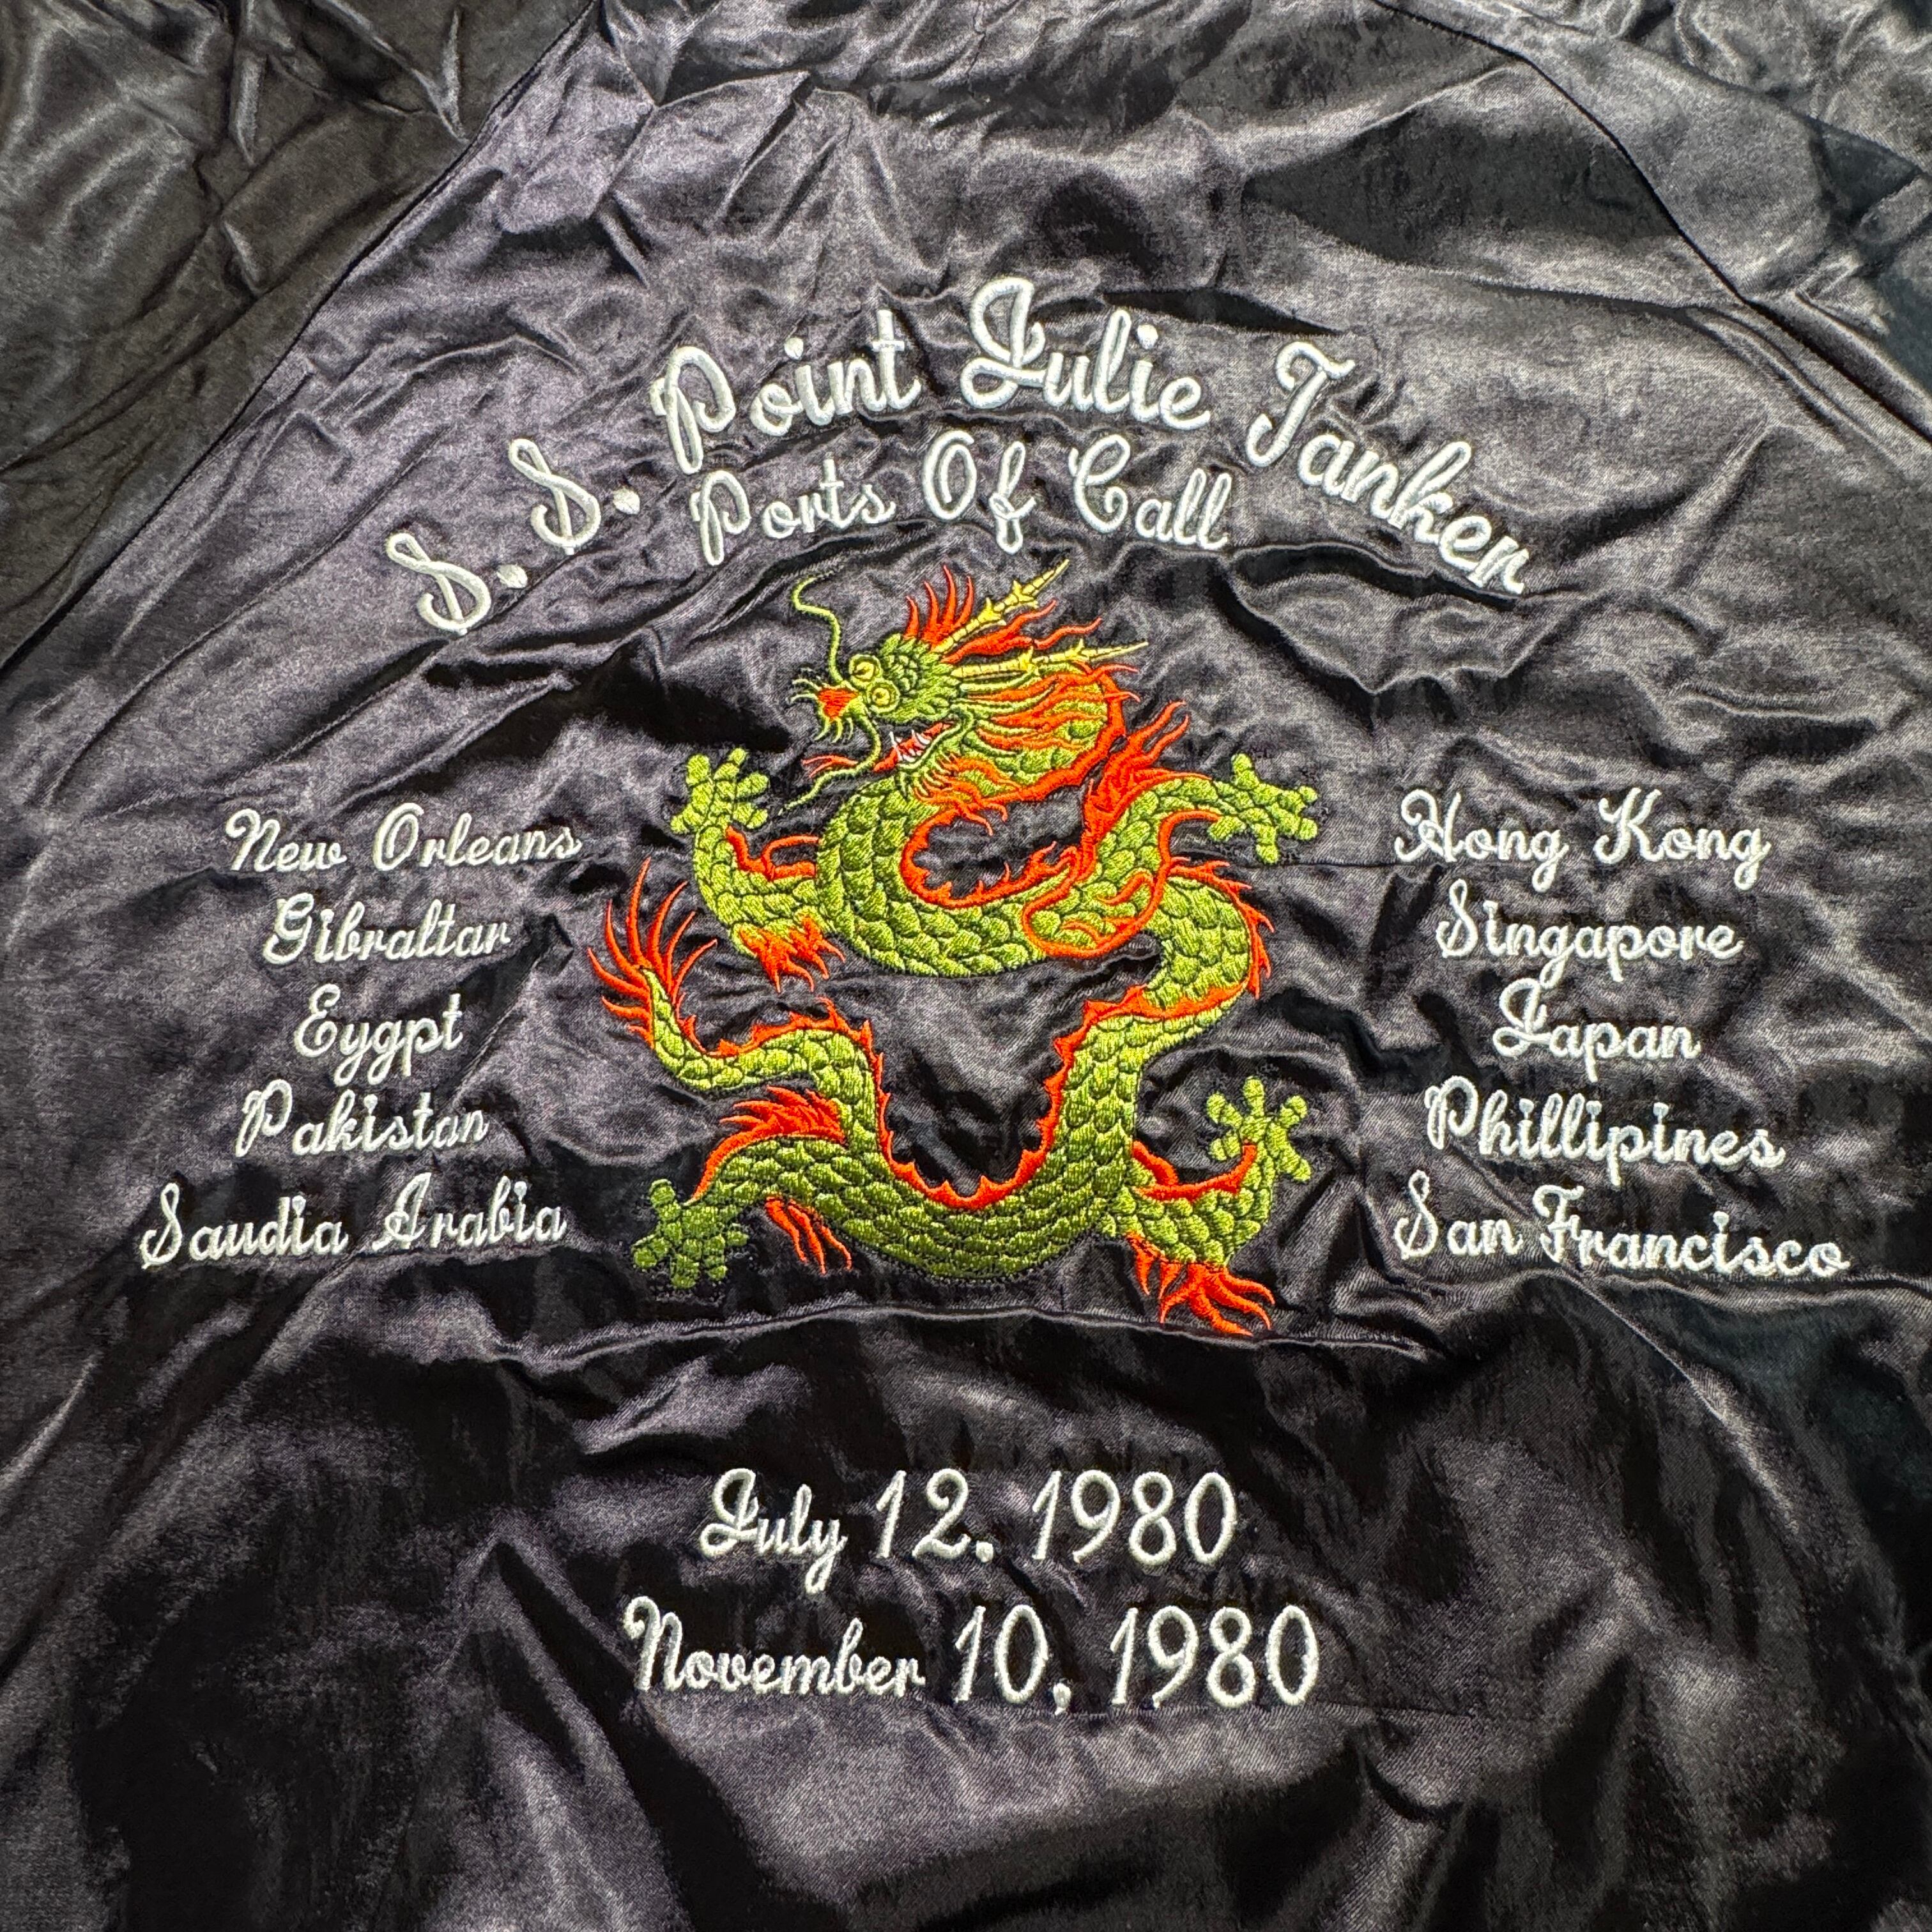 S. S. Point Julie Tanker
Ports Of Call
New Orleans
Gibraltar
Eygpt
Pakistan
Saudia Arabia
Hong Kong
Singapore
Japan
Phillipines
San Francisco
July 12, 1980
November 10, 1980